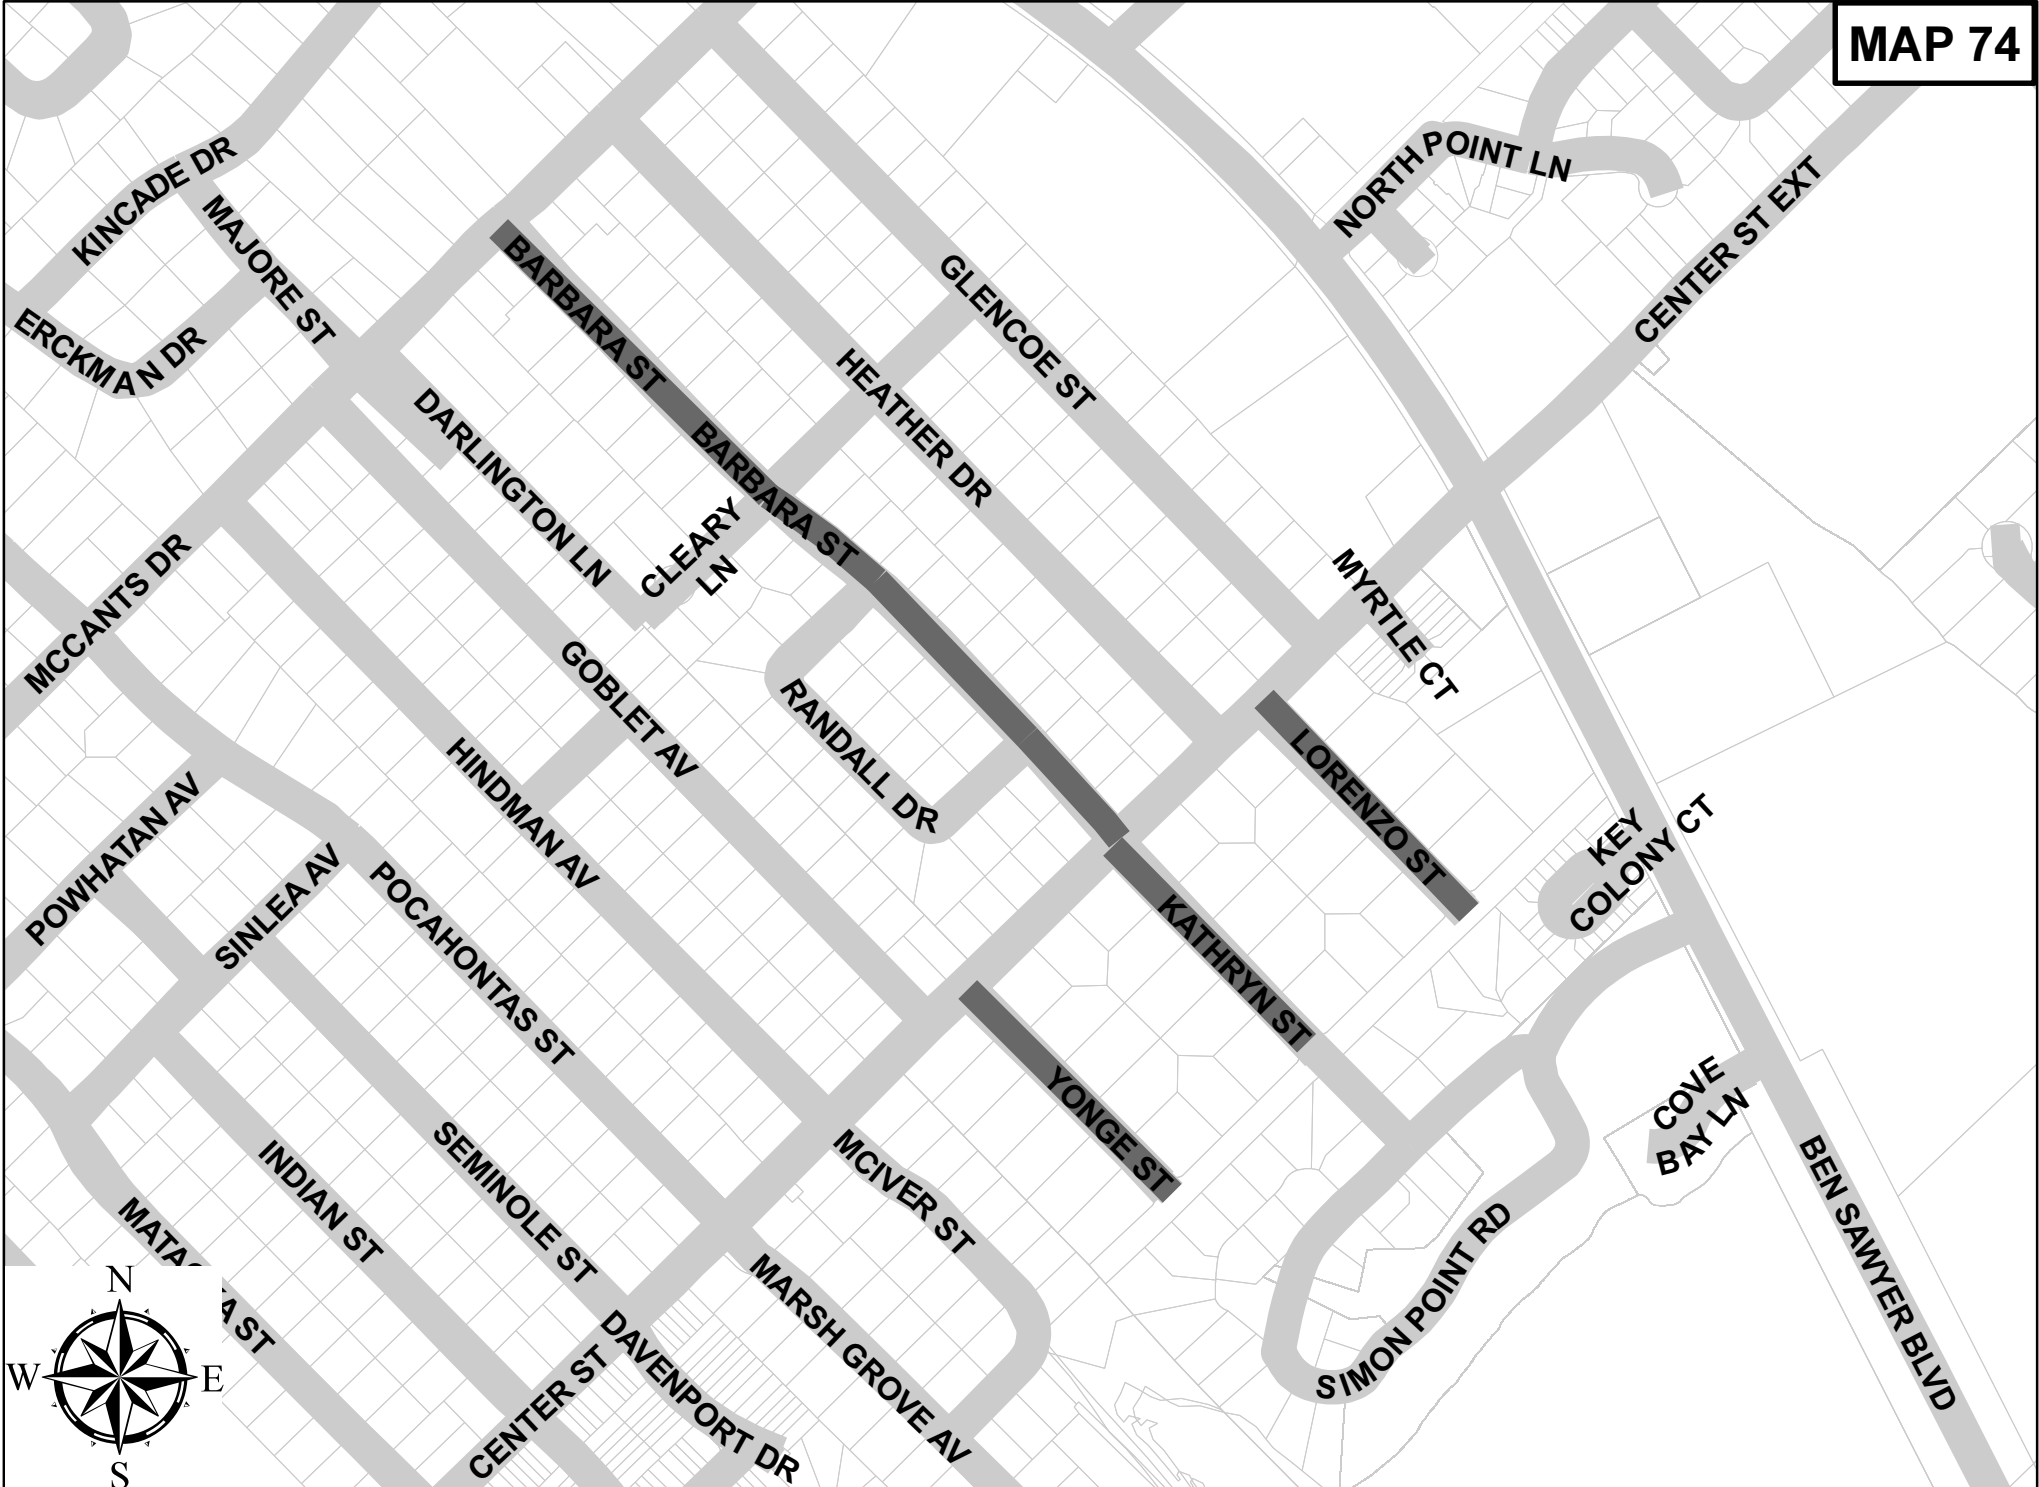 MAP 74
KINCADE DR
MAJORE ST
ERCKMAN DR
BARBARA ST
GLENCOE ST
NORTH POINT LN
CENTER ST EXT
HEATHER DR
DARLINGTON LN
BARBARA ST
CLEARY
LN
MCCANTS DR
MYRTLE CT
GOBLET AV
RANDALL DR
HINDMAN AV
LORENZO ST
KEY
COLONY CT
POWHATAN AV
SINLEA AV
POCAHONTAS ST
KATHRYN ST
YONGE ST
COVE
BAY LN
BEN SAWYER BLVD
MCIVER ST
SEMINOLE ST
INDIAN ST
ST
SIMON POINT RD
MARSH GROVE AV
DAVENPORT DR
CENTER ST
N
W
E
S